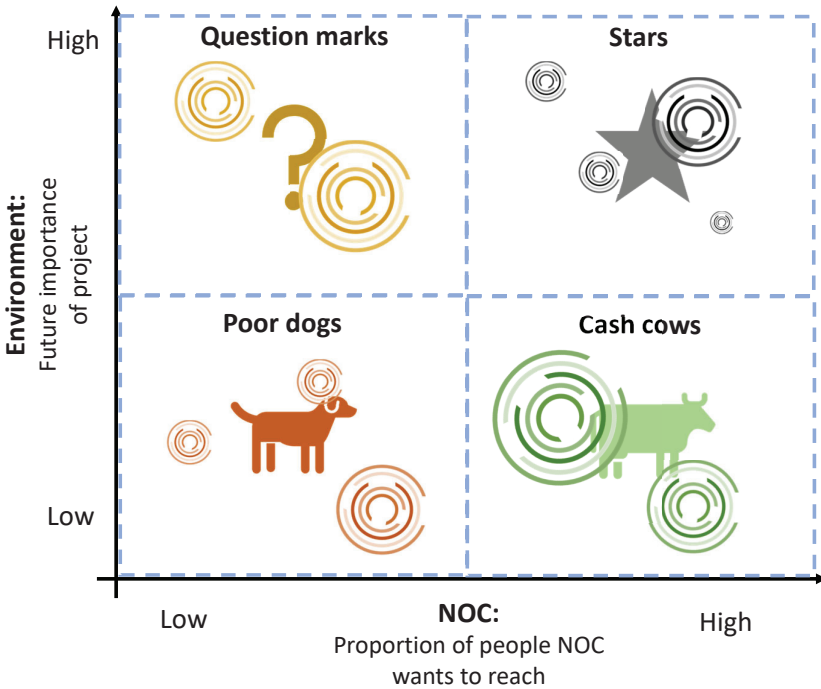 High
Question marks
Stars
Environment:
Future importance
of project
Poor dogs
Cash cows
Low
Low
NOC:
High
Proportion of people NOC
wants to reach